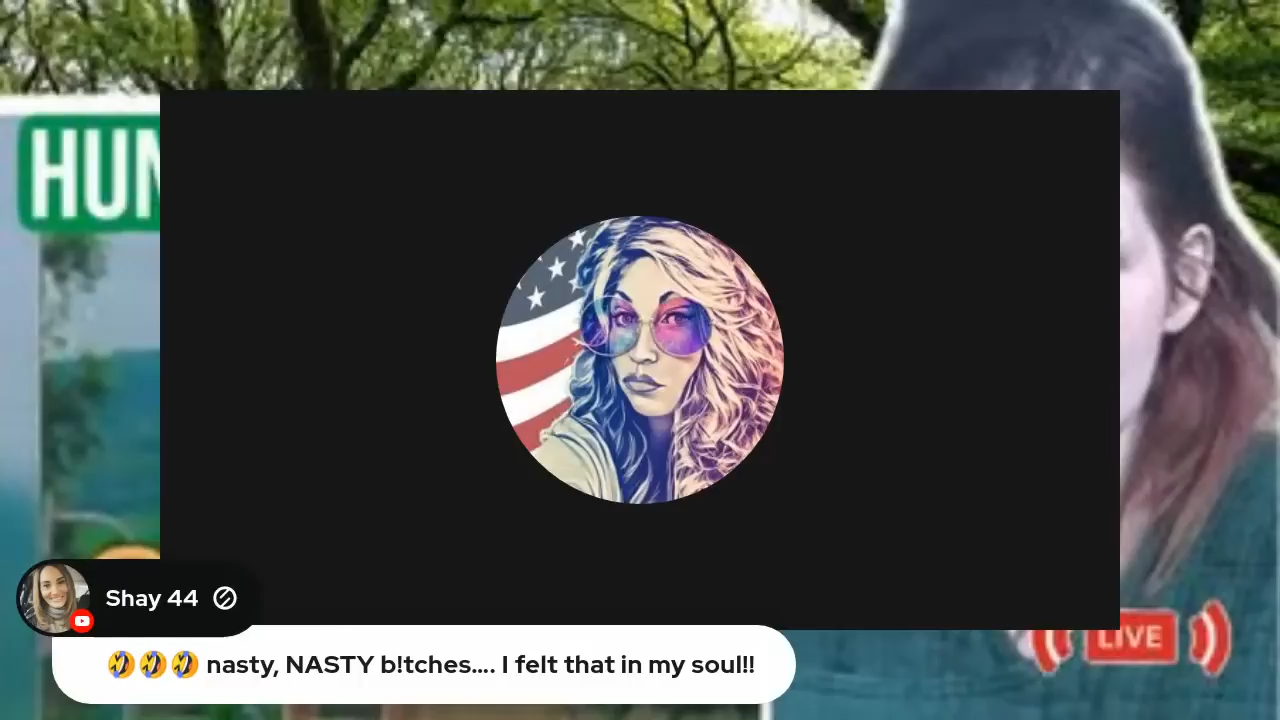 HUN
Shay 44
🤣🤣🤣 nasty, NASTY b!tches.... I felt that in my soul!!
LIVE